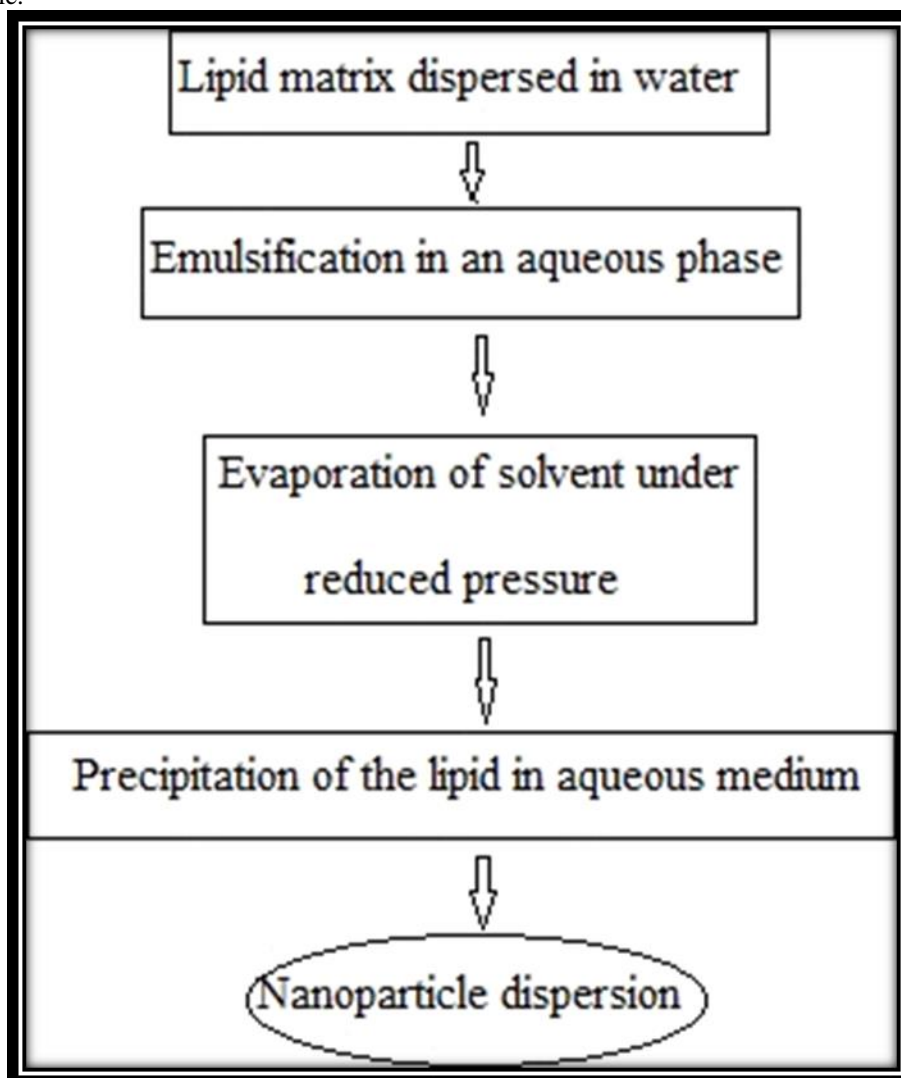 Lipid matrix dispersed in water
Emulsification in an aqueous phase
Evaporation of solvent under
reduced pressure
Precipitation of the lipid in aqueous medium
Nanoparticle dispersion